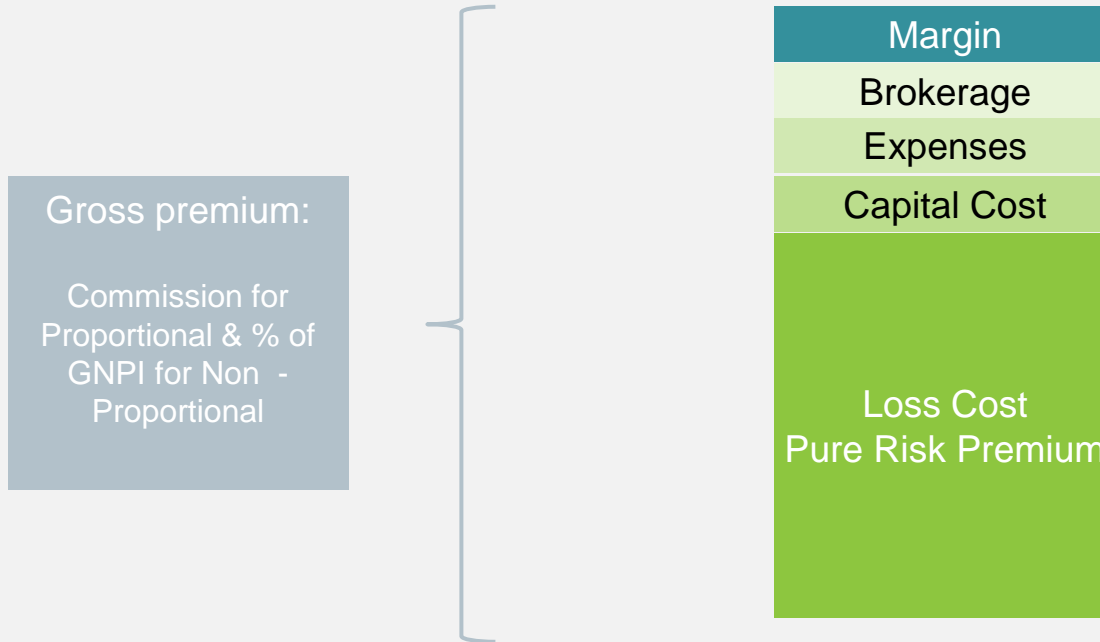 Margin
Brokerage
Expenses
Capital Cost
Gross premium:
Commission for
Proportional & % of
GNPI for Non -
Proportional
Loss Cost
Pure Risk Premium